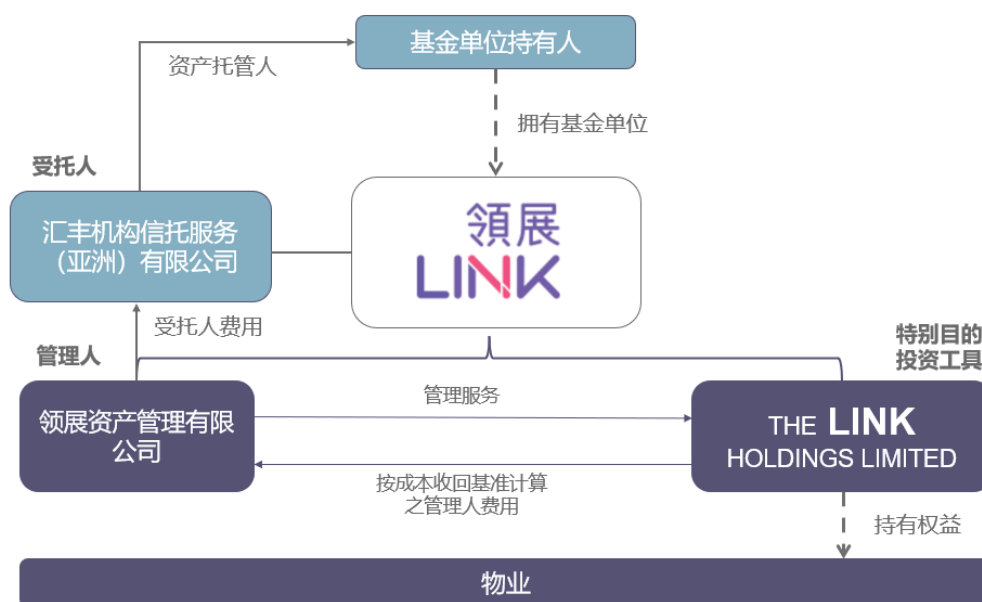 基金单位持有人
资产托管人
拥有基金单位
受托人
汇丰机构信托服务
（亚洲）有限公司
領展
LINK
受托人费用
管理人
特别目的
投资工具
领展资产管理有限
公司
管理服务
THE LINK
HOLDINGS LIMITED
按成本收回基准计算
之管理人费用
持有权益
物业